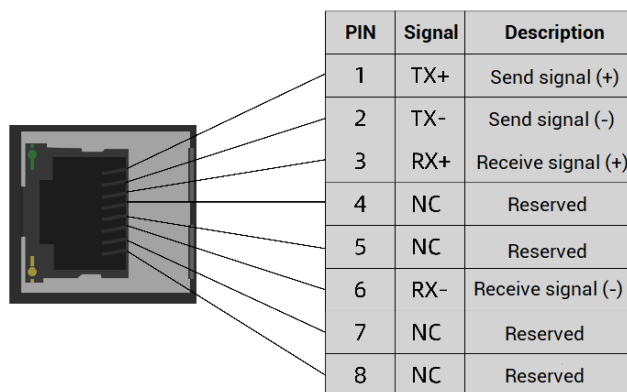 PIN Signal Description
1 TX+ Send signal (+)
2 TX- Send signal (-)
3 RX+ Receive signal (+)
4 NC Reserved
5 NC Reserved
6 RX- Receive signal (-)
7 NC Reserved
8 NC Reserved